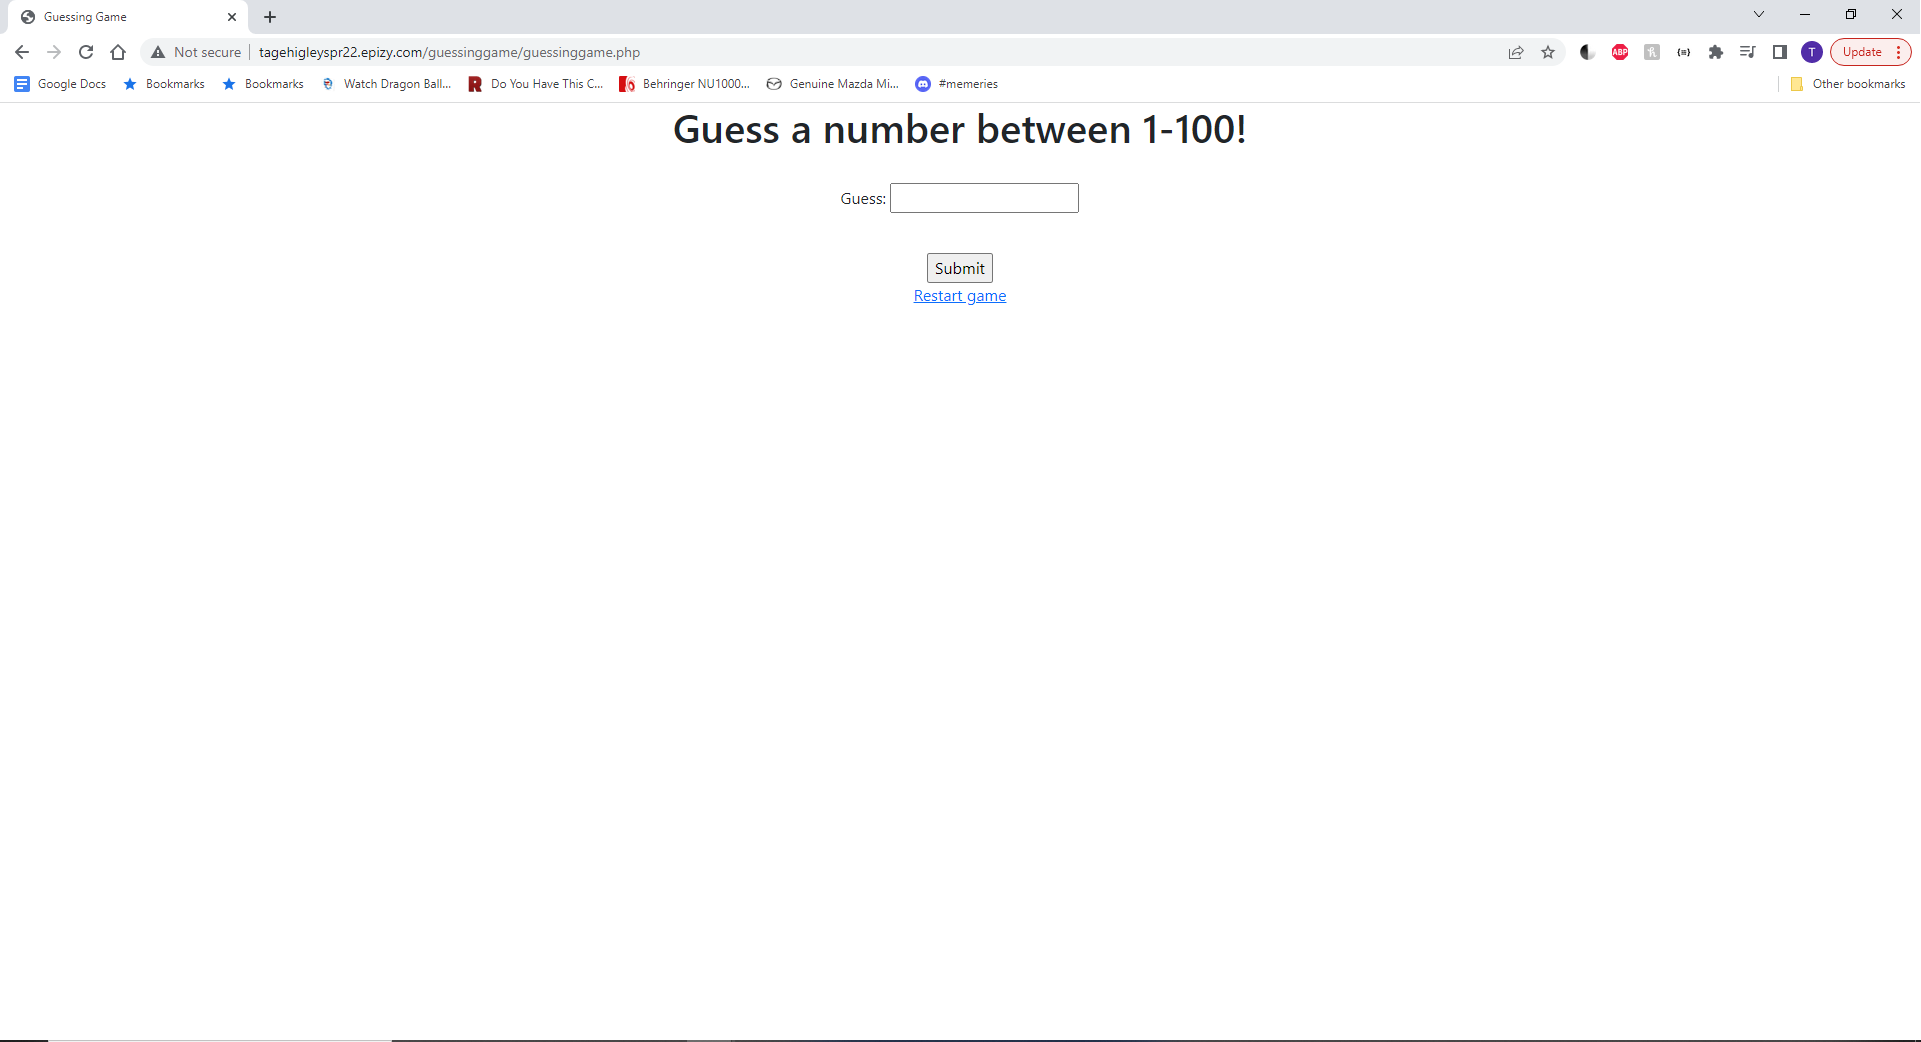 Guessing Game
Not secure
tagehigleyspr22.epizy.com/guessinggame/guessinggame.php
ABP
T
Update
Google Docs
Bookmarks
Bookmarks
Watch Dragon Ball...
R
Do You Have This C...
Behringer NU1000...
Genuine Mazda Mi...
#memeries
Other bookmarks
Guess a number between 1-100!
Guess:
Submit
Restart game